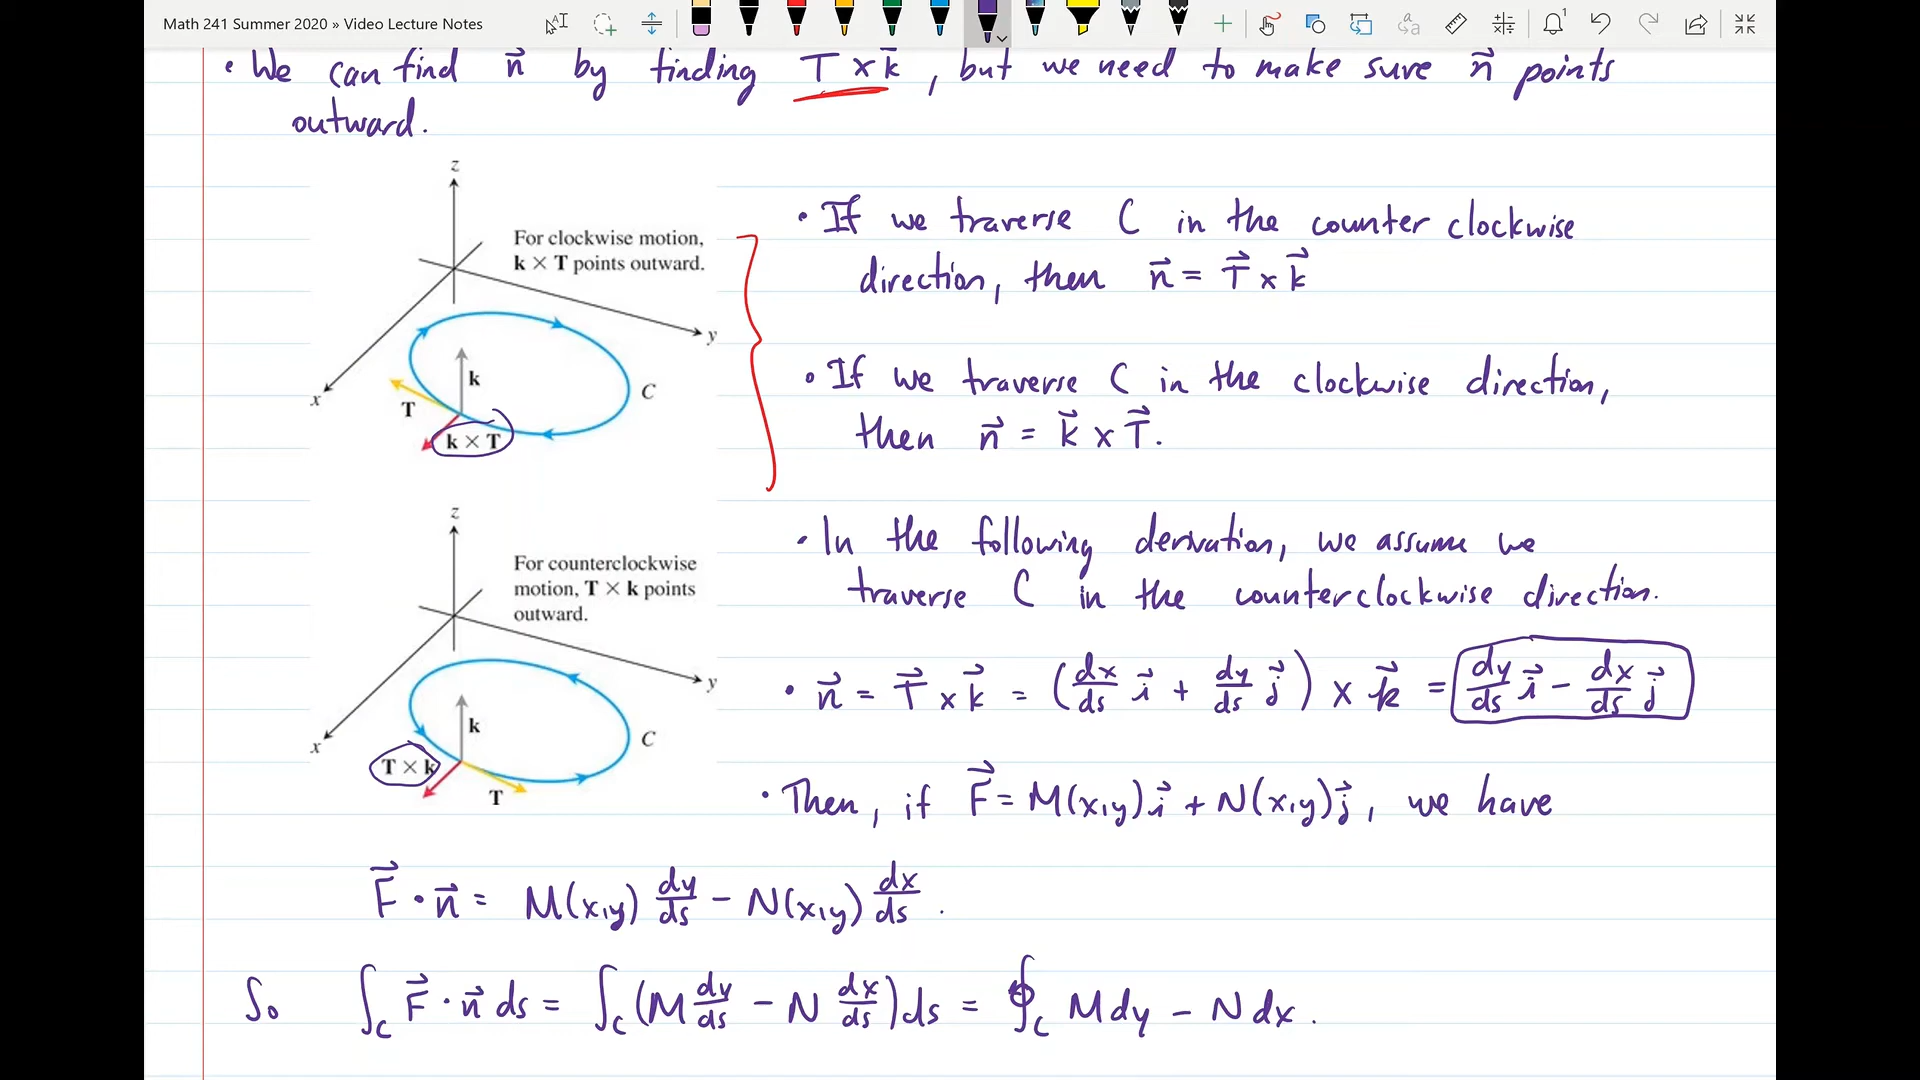 Math 241 Summer 2020 » Video Lecture Notes
• We can find n⃗ by finding T × k⃗, but we need to make sure n⃗ points
outward.
z
For clockwise motion,
k × T points outward.
y
x
k
T
C
k × T
• If we traverse C in the counter clockwise
direction, then n⃗ = T⃗ × k⃗
• If we traverse C in the clockwise direction,
then n⃗ = k⃗ × T⃗.
z
For counterclockwise
motion, T × k points
outward.
y
x
k
C
T × k
T
• In the following derivation, we assume we
traverse C in the counterclockwise direction.
• n⃗ = T⃗ × k⃗ = (dx/ds i⃗ + dy/ds j⃗) × k⃗ = dy/ds i⃗ − dx/ds j⃗
• Then, if F⃗ = M(x,y)i⃗ + N(x,y)j⃗, we have
F⃗ · n⃗ = M(x,y) dy/ds − N(x,y) dx/ds.
So ∫_C F⃗ · n⃗ ds = ∫_C (M dy/ds − N dx/ds) ds = ∮_C M dy − N dx.